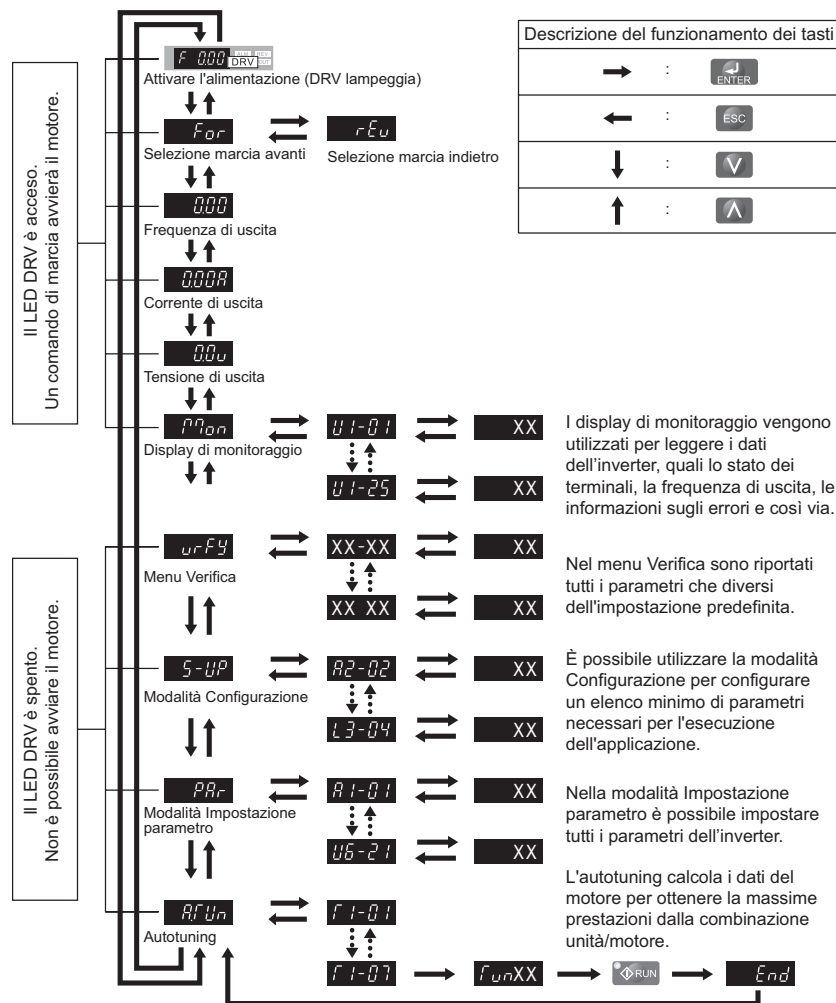 Descrizione del funzionamento dei tasti
:
ENTER
:
ESC
:
V
:
Λ
Il LED DRV è acceso.
Un comando di marcia avvierà il motore.
F 0.00
ALM
REV
DRV
OUT
Attivare l'alimentazione (DRV lampeggia)
For
rEv
Selezione marcia avanti
Selezione marcia indietro
0.00
Frequenza di uscita
0.00A
Corrente di uscita
0.0v
Tensione di uscita
Mon
U1-01
XX
Display di monitoraggio
U1-25
XX
I display di monitoraggio vengono
utilizzati per leggere i dati
dell'inverter, quali lo stato dei
terminali, la frequenza di uscita, le
informazioni sugli errori e così via.
Il LED DRV è spento.
Non è possibile avviare il motore.
vrFY
XX-XX
XX
Menu Verifica
XX XX
XX
Nel menu Verifica sono riportati
tutti i parametri che diversi
dell'impostazione predefinita.
S-UP
A2-02
XX
Modalità Configurazione
L3-04
XX
È possibile utilizzare la modalità
Configurazione per configurare
un elenco minimo di parametri
necessari per l'esecuzione
dell'applicazione.
PAr
A1-01
XX
Modalità Impostazione
parametro
U6-21
XX
Nella modalità Impostazione
parametro è possibile impostare
tutti i parametri dell'inverter.
A.TUn
T1-01
Autotuning
L'autotuning calcola i dati del
motore per ottenere la massime
prestazioni dalla combinazione
unità/motore.
T1-07
TunXX
RUN
End